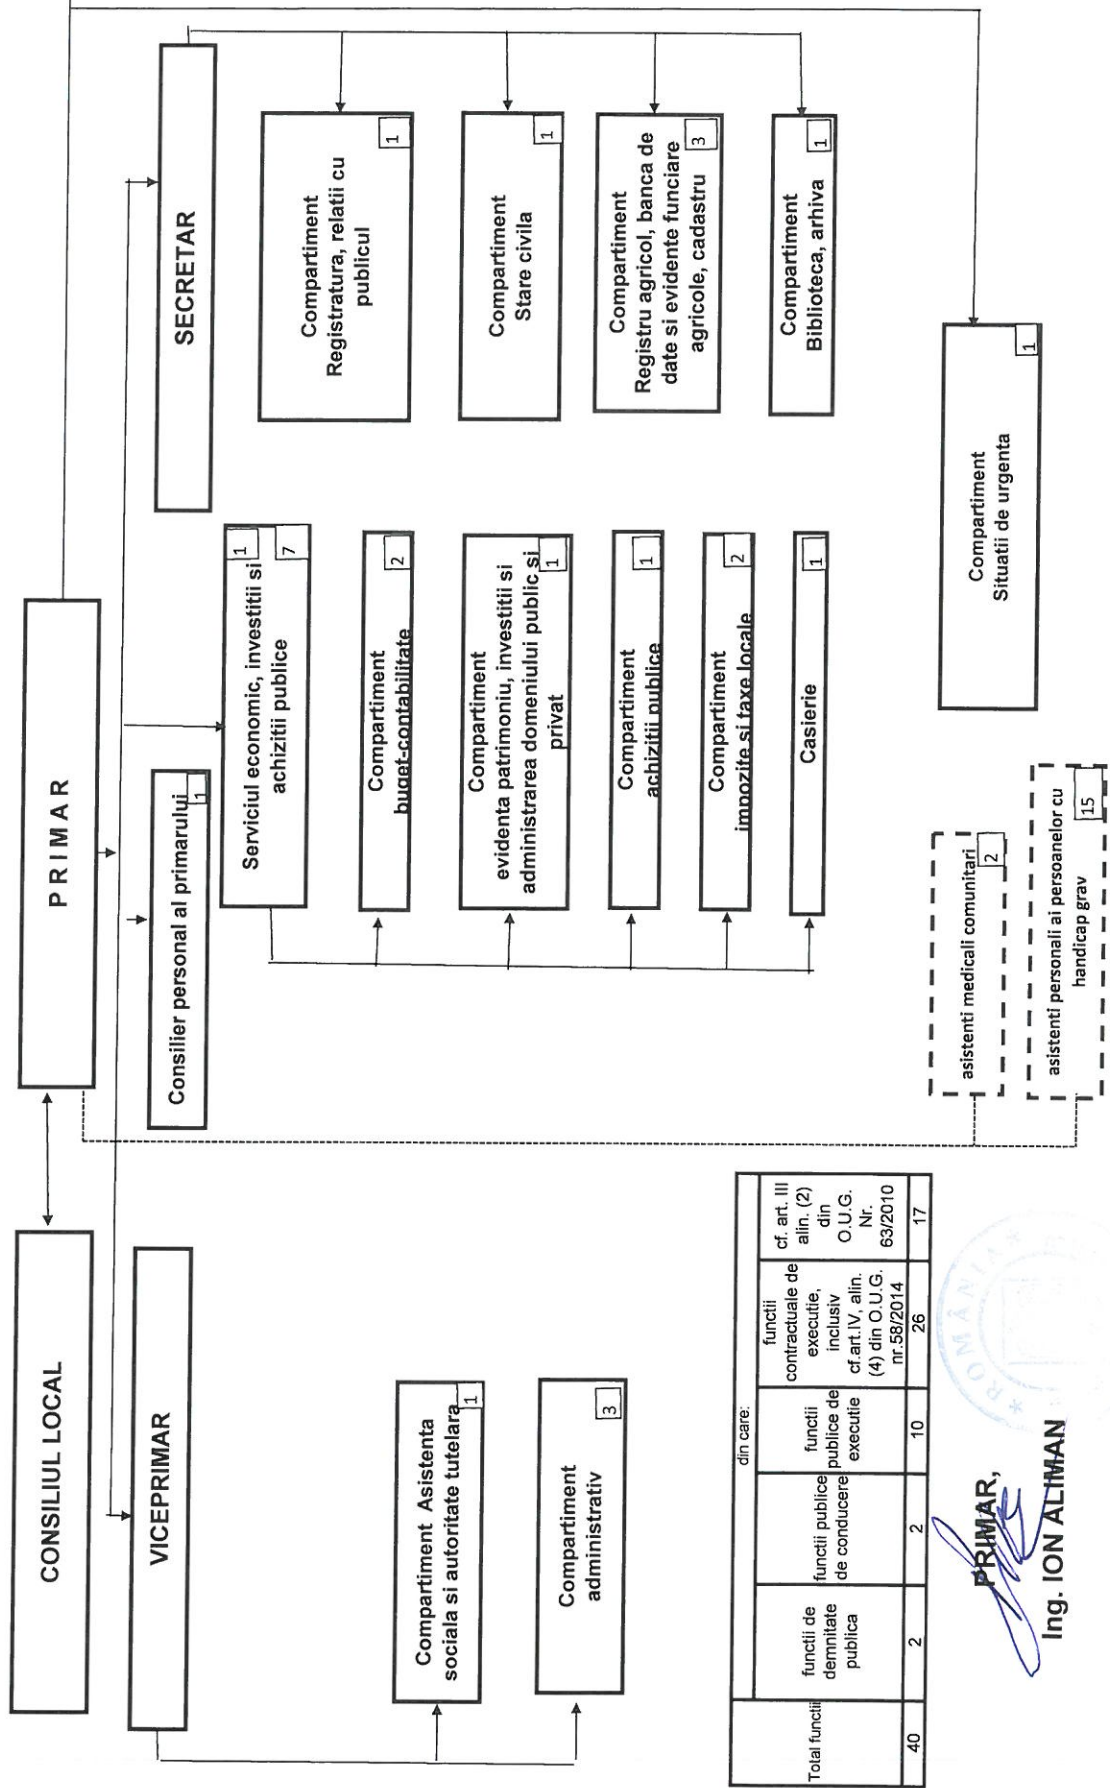 CONSILIUL LOCAL
PRIMAR
VICEPRIMAR
Consilier personal al primarului
1
SECRETAR
Serviciul economic, investitii si
achizitii publice
1
7
Compartiment
Registratura, relatii cu
publicul
1
Compartiment
buget-contabilitate
2
Compartiment Asistenta
sociala si autoritate tutelara
1
Compartiment
evidenta patrimoniu, investitii si
administrarea domeniului public si
privat
1
Compartiment
Stare civila
1
Compartiment
administrativ
3
Compartiment
achizitii publice
1
Compartiment
Registru agricol, banca de
date si evidente funciare
agricole, cadastru
3
Compartiment
impozite si taxe locale
2
Casierie
1
Compartiment
Biblioteca, arhiva
1
Compartiment
Situatii de urgenta
1
asistenti medicali comunitari
2
asistenti personali ai persoanelor cu
handicap grav
15
Total functii
din care:
functii de
demnitate
publica
functii publice
de conducere
functii
publice de
executie
functii
contractuale de
executie,
inclusiv
cf.art.IV, alin.
(4) din O.U.G.
nr.58/2014
cf. art. III
alin. (2)
din
O.U.G.
Nr.
63/2010
40
2
2
10
26
17
PRIMAR,
Ing. ION ALIMAN
* ROMÂNIA *